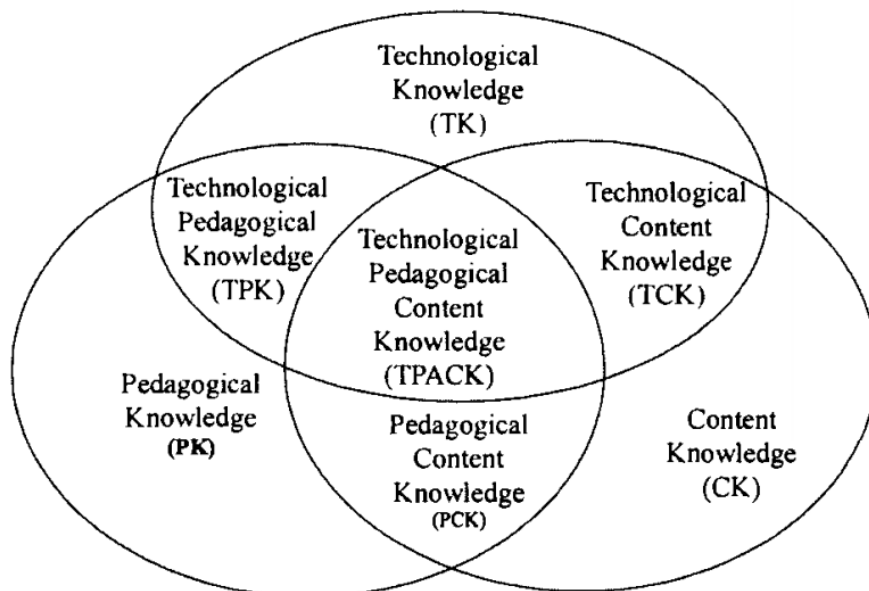 Technological
Knowledge
(TK)
Technological
Pedagogical
Knowledge
(TPK)
Technological
Pedagogical
Content
Knowledge
(TPACK)
Technological
Content
Knowledge
(TCK)
Pedagogical
Knowledge
(PK)
Pedagogical
Content
Knowledge
(PCK)
Content
Knowledge
(CK)